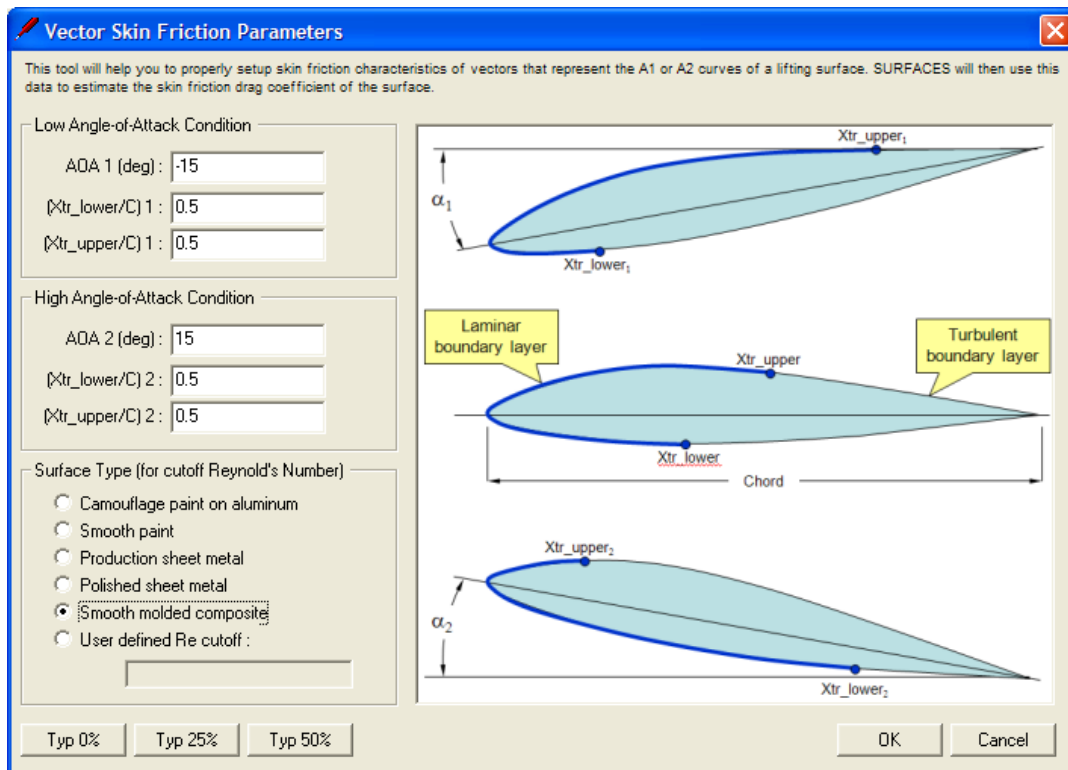 Vector Skin Friction Parameters
This tool will help you to properly setup skin friction characteristics of vectors that represent the A1 or A2 curves of a lifting surface. SURFACES will then use this
data to estimate the skin friction drag coefficient of the surface.
Low Angle-of-Attack Condition
AOA 1 (deg) : -15
(Xtr_lower/C) 1 : 0.5
(Xtr_upper/C) 1 : 0.5
High Angle-of-Attack Condition
AOA 2 (deg) : 15
(Xtr_lower/C) 2 : 0.5
(Xtr_upper/C) 2 : 0.5
Surface Type (for cutoff Reynold's Number)
Camouflage paint on aluminum
Smooth paint
Production sheet metal
Polished sheet metal
Smooth molded composite
User defined Re cutoff :
Xtr_upper₁
α₁
Xtr_lower₁
Laminar
boundary layer
Turbulent
boundary layer
Xtr_upper
Xtr_lower
Chord
Xtr_upper₂
α₂
Xtr_lower₂
Typ 0% Typ 25% Typ 50% OK Cancel